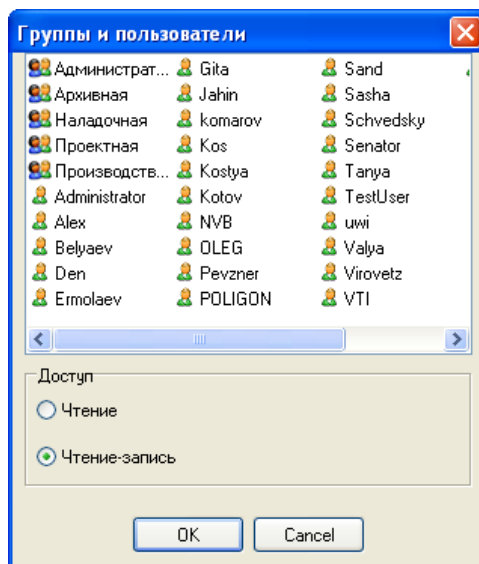 Группы и пользователи
Администрат... Gita Sand
Архивная Jahin Sasha
Наладочная komarov Schvedsky
Проектная Kos Senator
Производств... Kostya Tanya
Administrator Kotov TestUser
Alex NVB uwi
Belyaev OLEG Valya
Den Pevzner Virovetz
Ermolaev POLIGON VTI
Доступ
Чтение
Чтение-запись
OK Cancel